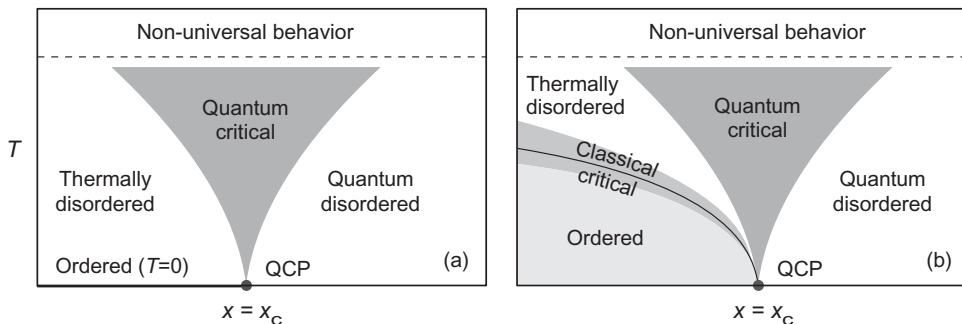 Non-universal behavior
Quantum
critical
T
Thermally
disordered
Quantum
disordered
Ordered (T=0)
QCP
(a)
x = xc
Non-universal behavior
Thermally
disordered
Quantum
critical
Classical
critical
Quantum
disordered
Ordered
QCP
(b)
x = xc